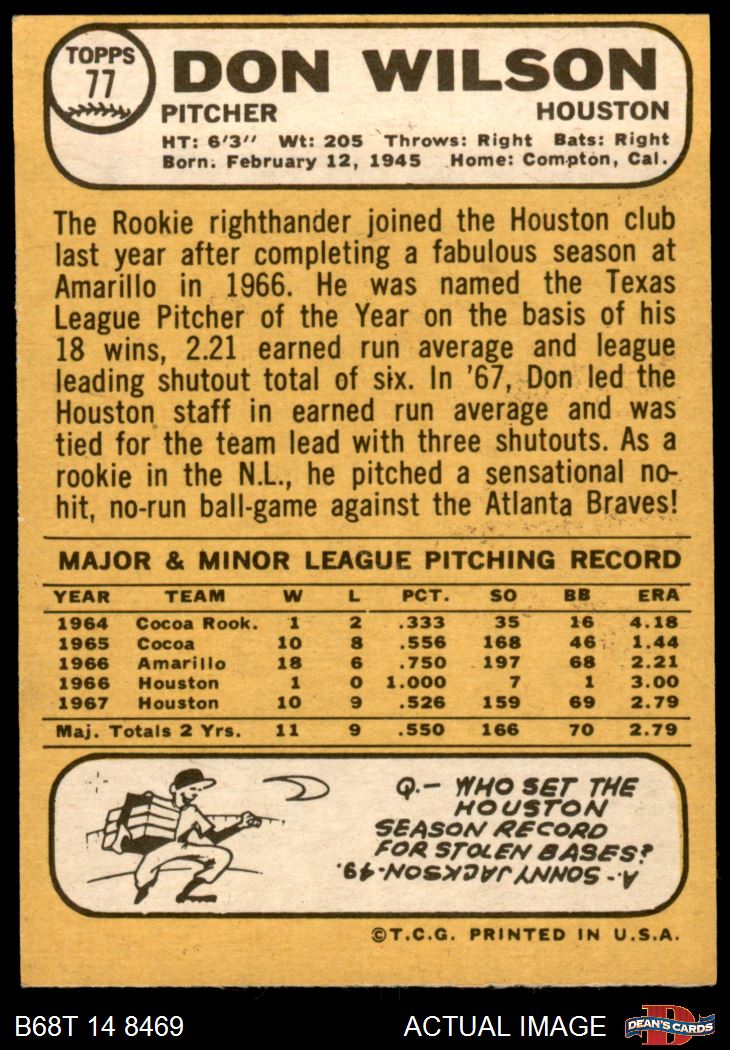 TOPPS
77
DON WILSON
PITCHER HOUSTON
HT: 6'3" Wt: 205 Throws: Right Bats: Right
Born: February 12, 1945 Home: Compton, Cal.
The Rookie righthander joined the Houston club
last year after completing a fabulous season at
Amarillo in 1966. He was named the Texas
League Pitcher of the Year on the basis of his
18 wins, 2.21 earned run average and league
leading shutout total of six. In '67, Don led the
Houston staff in earned run average and was
tied for the team lead with three shutouts. As a
rookie in the N.L., he pitched a sensational no-
hit, no-run ball-game against the Atlanta Braves!
MAJOR & MINOR LEAGUE PITCHING RECORD
YEAR TEAM W L PCT. SO BB ERA
1964 Cocoa Rook. 1 2 .333 35 16 4.18
1965 Cocoa 10 8 .556 168 46 1.44
1966 Amarillo 18 6 .750 197 68 2.21
1966 Houston 1 0 1.000 7 1 3.00
1967 Houston 10 9 .526 159 69 2.79
Maj. Totals 2 Yrs. 11 9 .550 166 70 2.79
Q.- WHO SET THE
HOUSTON
SEASON RECORD
FOR STOLEN BASES?
A.- SONNY JACKSON-49.
©T.C.G. PRINTED IN U.S.A.
B68T 14 8469 ACTUAL IMAGE
D
DEAN'S CARDS